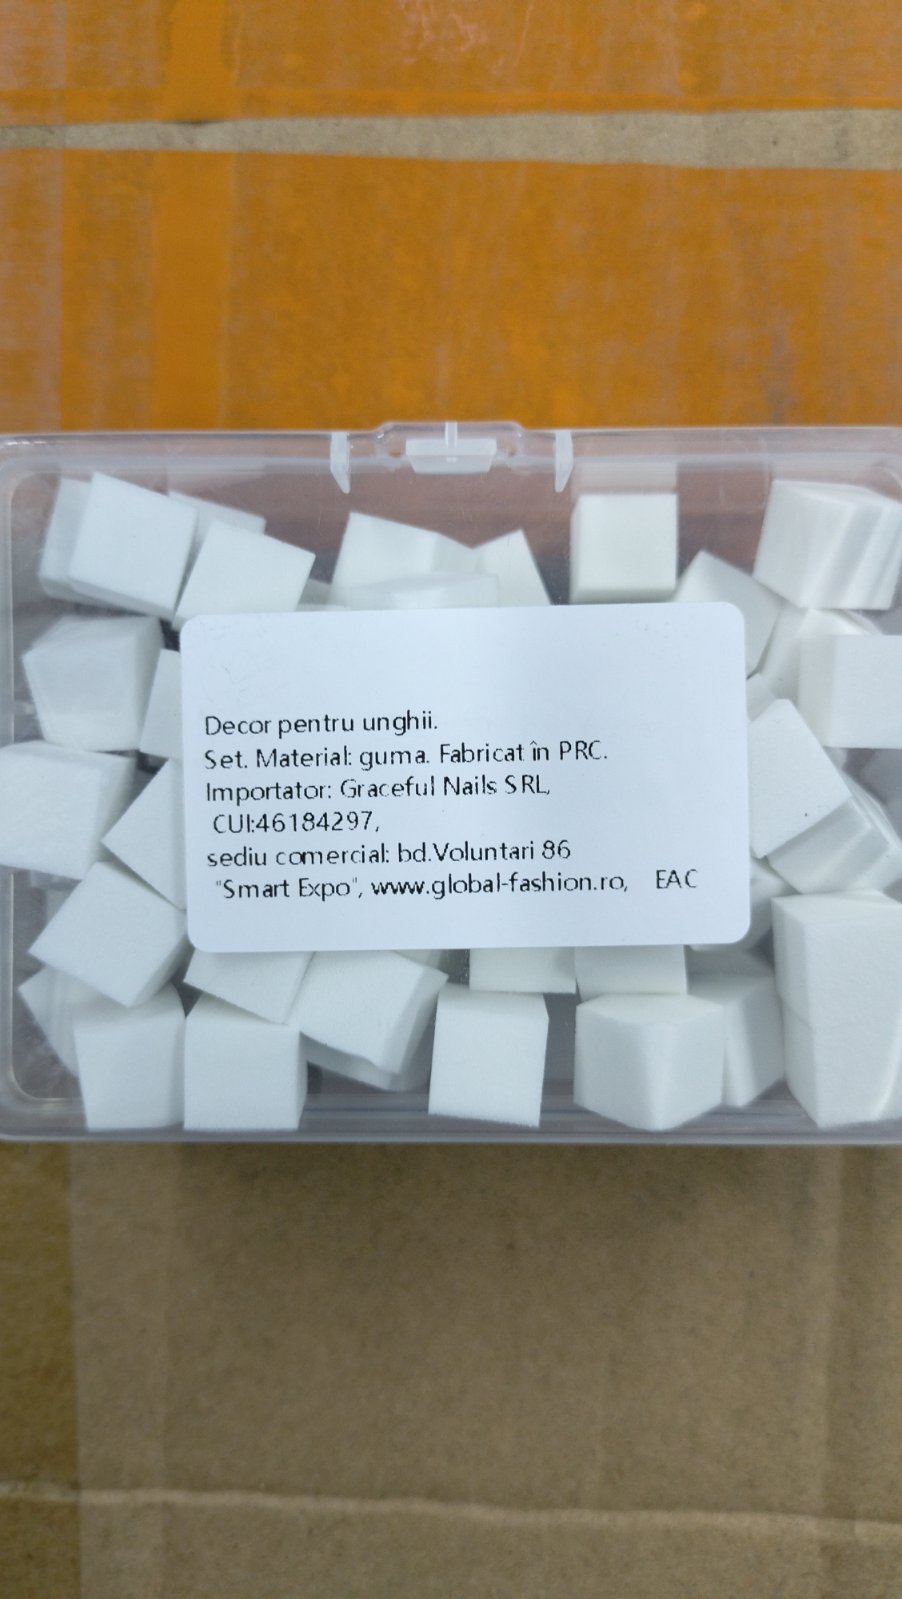 Decor pentru unghii.
Set. Material: guma. Fabricat în PRC.
Importator: Graceful Nails SRL,
CUI:46184297,
sediu comercial: bd.Voluntari 86
"Smart Expo", www.global-fashion.ro, EAC